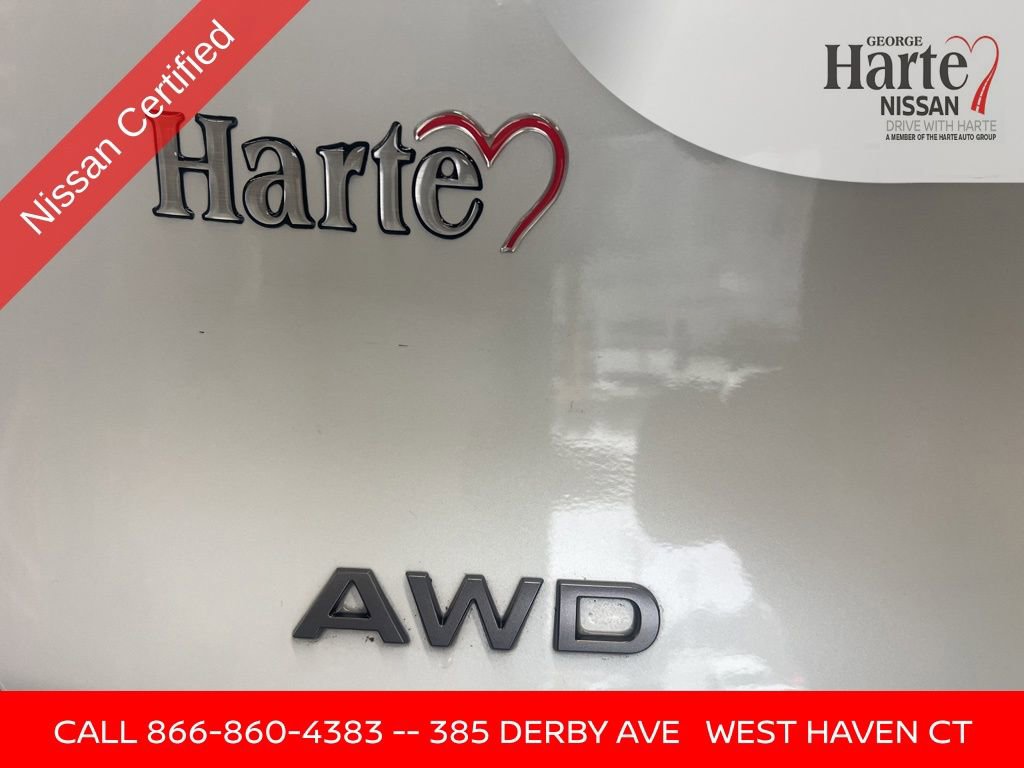 Nissan Certified
GEORGE
Harte
NISSAN
DRIVE WITH HARTE
A MEMBER OF THE HARTE AUTO GROUP
Harte
AWD
CALL 866-860-4383 -- 385 DERBY AVE WEST HAVEN CT